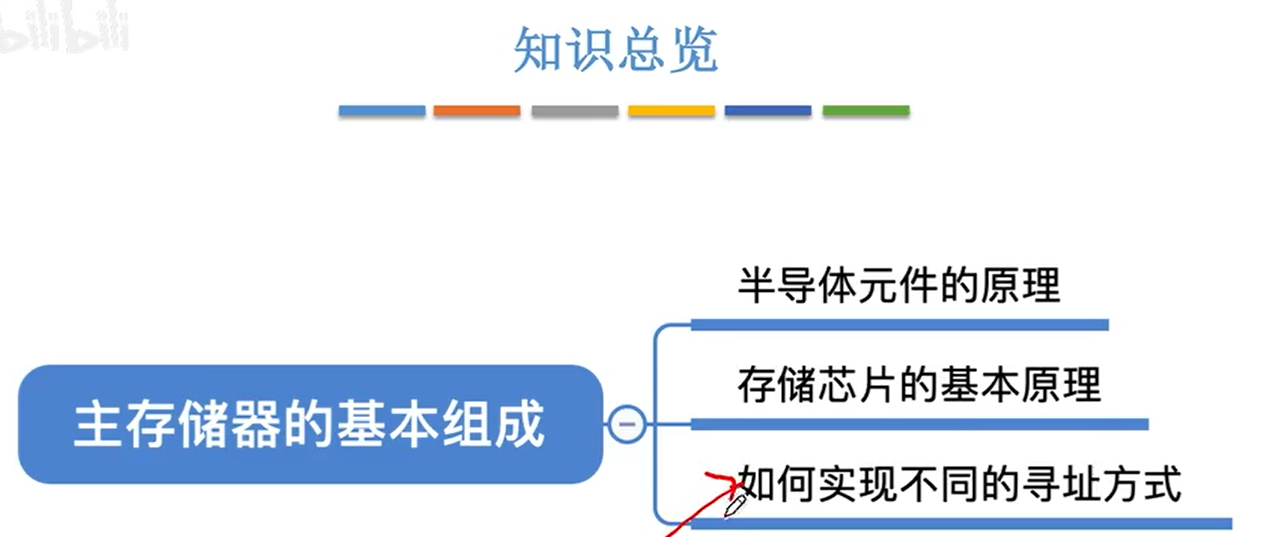 bilibili
知识总览
半导体元件的原理
存储芯片的基本原理
主存储器的基本组成
如何实现不同的寻址方式